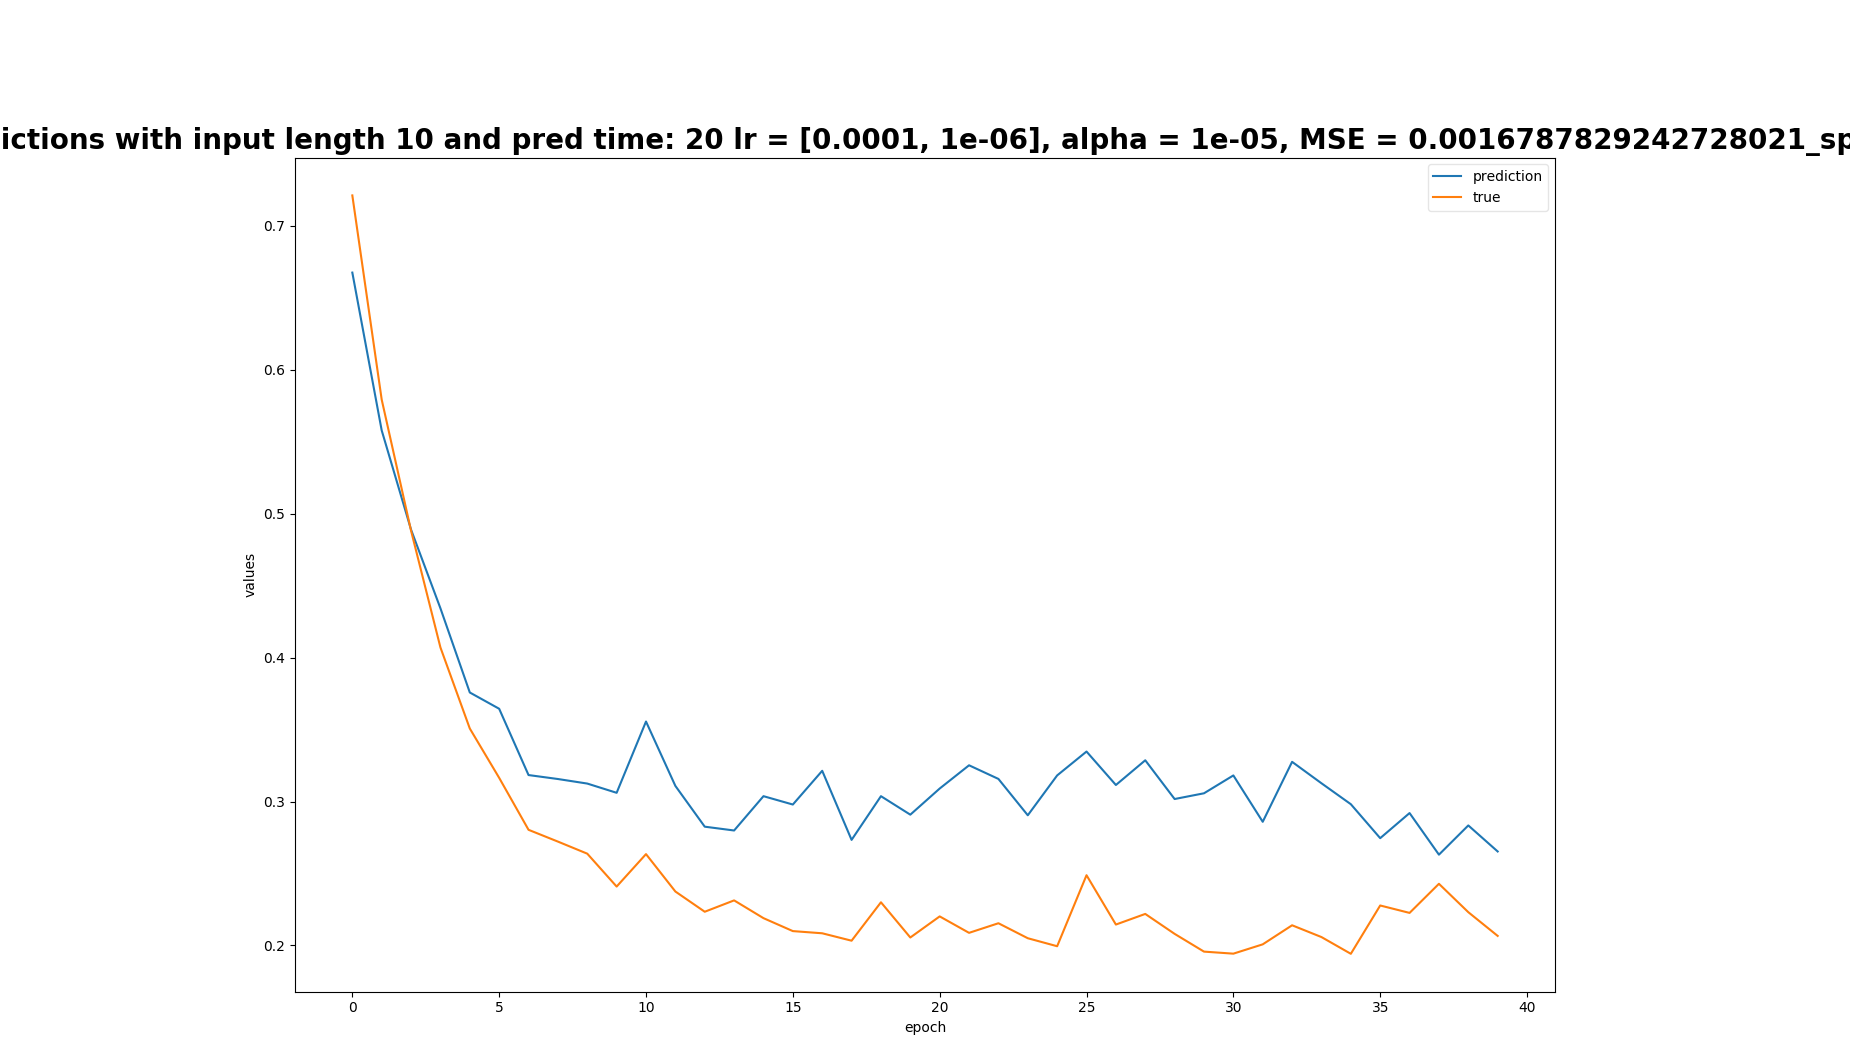 ictions with input length 10 and pred time: 20 lr = [0.0001, 1e-06], alpha = 1e-05, MSE = 0.0016787829242728021_sp
prediction
true
0.7
0.6
0.5
0.4
0.3
0.2
values
0 5 10 15 20 25 30 35 40
epoch